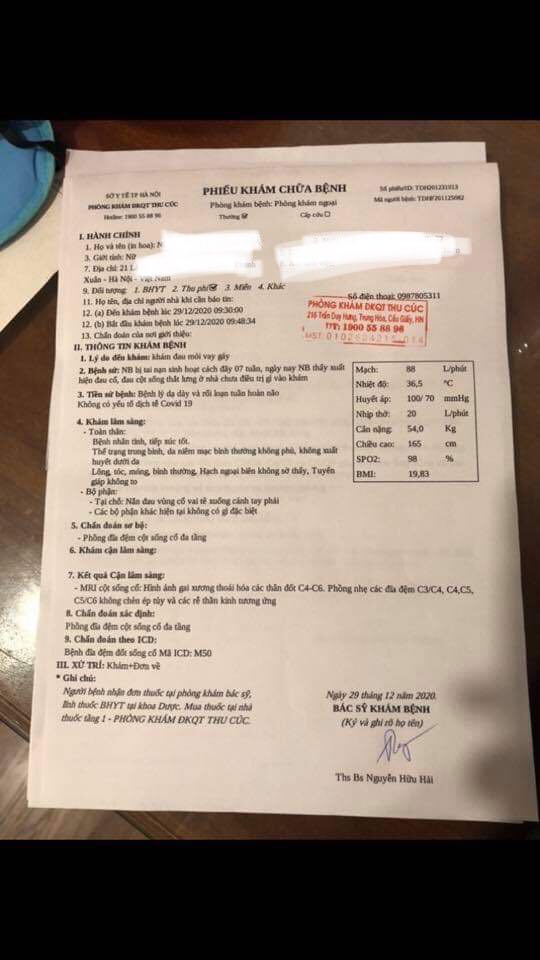 SỞ Y TẾ TP HÀ NỘI
PHÒNG KHÁM ĐKQT THU CÚC
Hotline: 1900 55 88 96
PHIẾU KHÁM CHỮA BỆNH
Phòng khám bệnh: Phòng khám ngoại
Thường ☑ Cấp cứu ☐
Số phiếu/ID: TDH201231013
Mã người bệnh: TDHP201125082
I. HÀNH CHÍNH
1. Họ và tên (in hoa):
3. Giới tính: Nữ
7. Địa chỉ: 21
Xuân - Hà Nội - Việt Nam
9. Đối tượng: 1. BHYT 2. Thu phí ☑ 3. Miễn 4. Khác
11. Họ tên, địa chỉ người nhà khi cần báo tin:
Số điện thoại: 0987805311
12. (a) Đến khám bệnh lúc 29/12/2020 09:30:00
12. (b) Bắt đầu khám bệnh lúc 29/12/2020 09:48:34
13. Chẩn đoán của nơi giới thiệu:
PHÒNG KHÁM ĐKQT THU CÚC
216 Trần Duy Hưng, Trung Hòa, Cầu Giấy, HN
ĐT: 1900 55 88 96
MST: 0102624215-014
II. THÔNG TIN KHÁM BỆNH
1. Lý do đến khám: khám đau mỏi vay gáy
2. Bệnh sử: NB bị tai nạn sinh hoạt cách đây 07 tuần, ngày nay NB thấy xuất
hiện đau cổ, đau cột sống thắt lưng ở nhà chưa điều trị gì vào khám
3. Tiền sử bệnh: Bệnh lý dạ dày và rối loạn tuần hoàn não
Không có yếu tố dịch tễ Covid 19
Mạch: 88 L/phút
Nhiệt độ: 36,5 °C
Huyết áp: 100/ 70 mmHg
Nhịp thở: 20 L/phút
Cân nặng: 54,0 Kg
Chiều cao: 165 cm
SPO2: 98 %
BMI: 19,83
4. Khám lâm sàng:
- Toàn thân:
Bệnh nhân tỉnh, tiếp xúc tốt.
Thể trạng trung bình, da niêm mạc bình thường không phù, không xuất
huyết dưới da
Lông, tóc, móng, bình thường, Hạch ngoại biên không sờ thấy, Tuyến
giáp không to
- Bộ phận:
- Tại chỗ: Nắn đau vùng cổ vai tê xuống cánh tay phải
- Các bộ phận khác hiện tại không có gì đặc biệt
5. Chẩn đoán sơ bộ:
- Phồng đĩa đệm cột sống cổ đa tầng
6. Khám cận lâm sàng:
7. Kết quả Cận lâm sàng:
- MRI cột sống cổ: Hình ảnh gai xương thoái hóa các thân đốt C4-C6. Phồng nhẹ các đĩa đệm C3/C4, C4,C5,
C5/C6 không chèn ép tủy và các rễ thần kinh tương ứng
8. Chẩn đoán xác định:
Phồng đĩa đệm cột sống cổ đa tầng
9. Chẩn đoán theo ICD:
Bệnh đĩa đệm đốt sống cổ Mã ICD: M50
III. XỬ TRÍ: Khám+Đơn về
* Ghi chú:
Người bệnh nhận đơn thuốc tại phòng khám bác sỹ,
lĩnh thuốc BHYT tại khoa Dược. Mua thuốc tại nhà
thuốc tầng 1 - PHÒNG KHÁM ĐKQT THU CÚC.
Ngày 29 tháng 12 năm 2020.
BÁC SỸ KHÁM BỆNH
(Ký và ghi rõ họ tên)
Ths Bs Nguyễn Hữu Hải